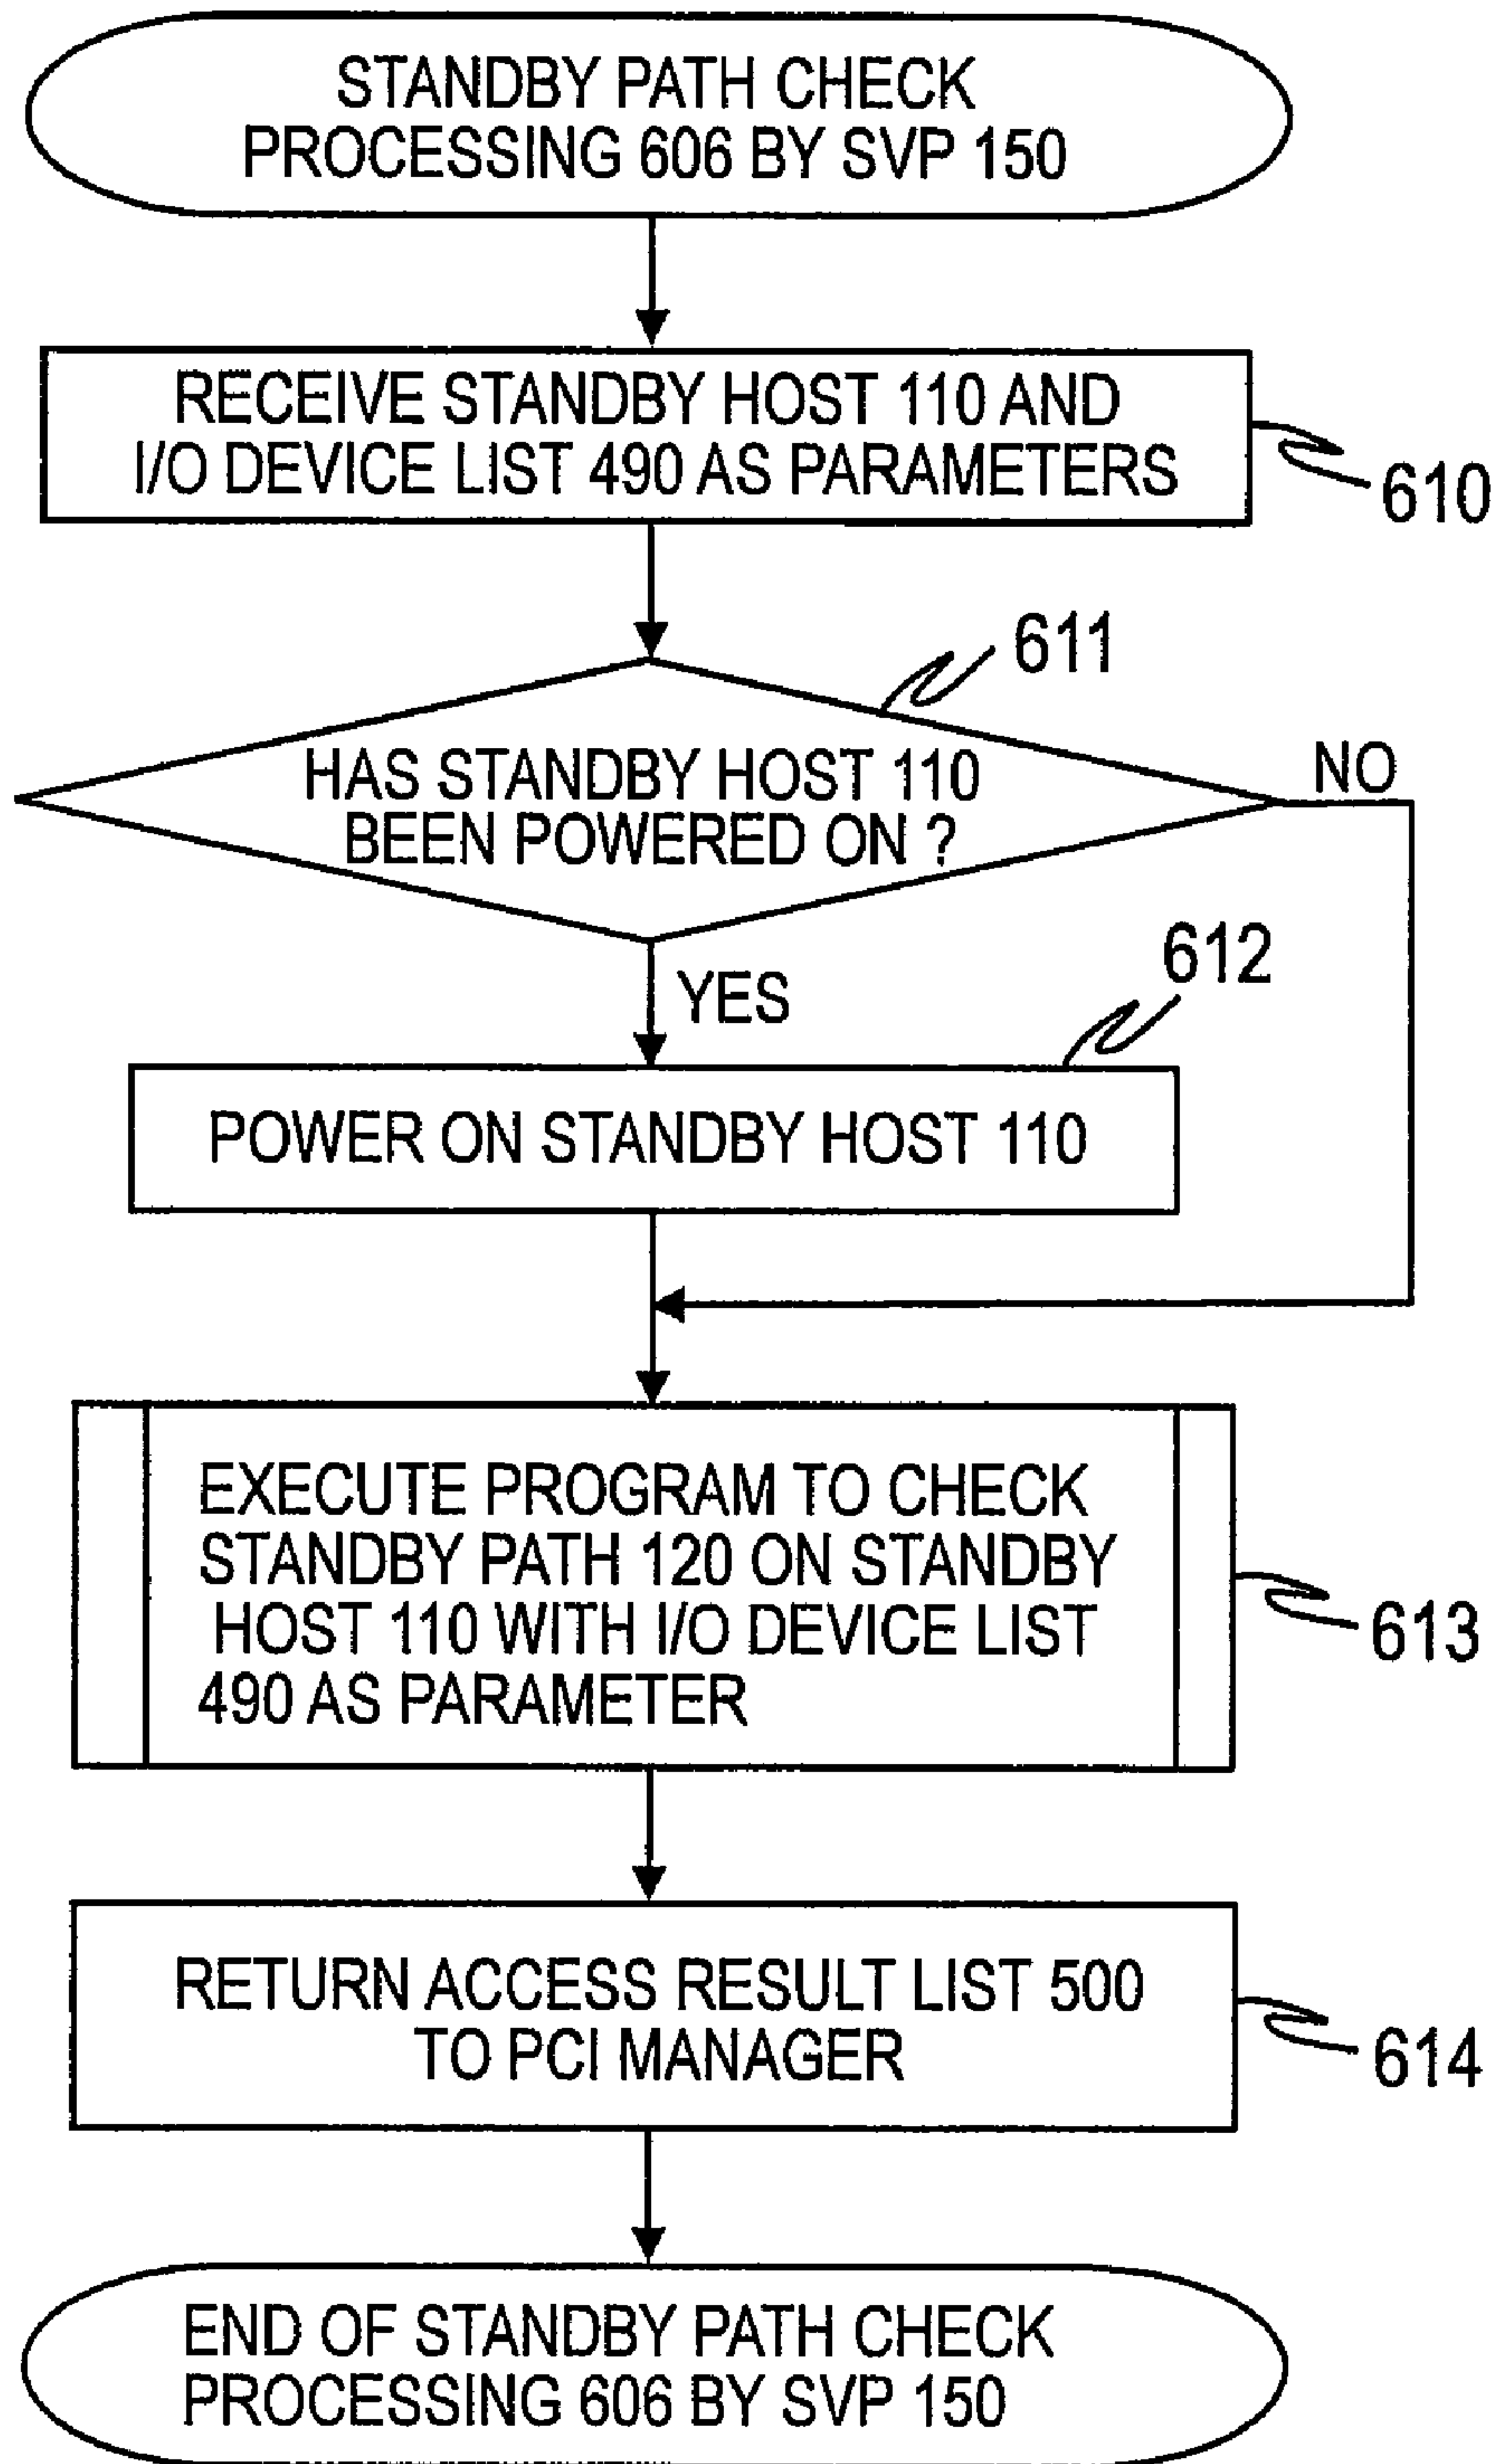 STANDBY PATH CHECK
PROCESSING 606 BY SVP 150
RECEIVE STANDBY HOST 110 AND
I/O DEVICE LIST 490 AS PARAMETERS
610
611
HAS STANDBY HOST 110
BEEN POWERED ON ?
NO
YES
612
POWER ON STANDBY HOST 110
EXECUTE PROGRAM TO CHECK
STANDBY PATH 120 ON STANDBY
HOST 110 WITH I/O DEVICE LIST
490 AS PARAMETER
613
RETURN ACCESS RESULT LIST 500
TO PCI MANAGER
614
END OF STANDBY PATH CHECK
PROCESSING 606 BY SVP 150